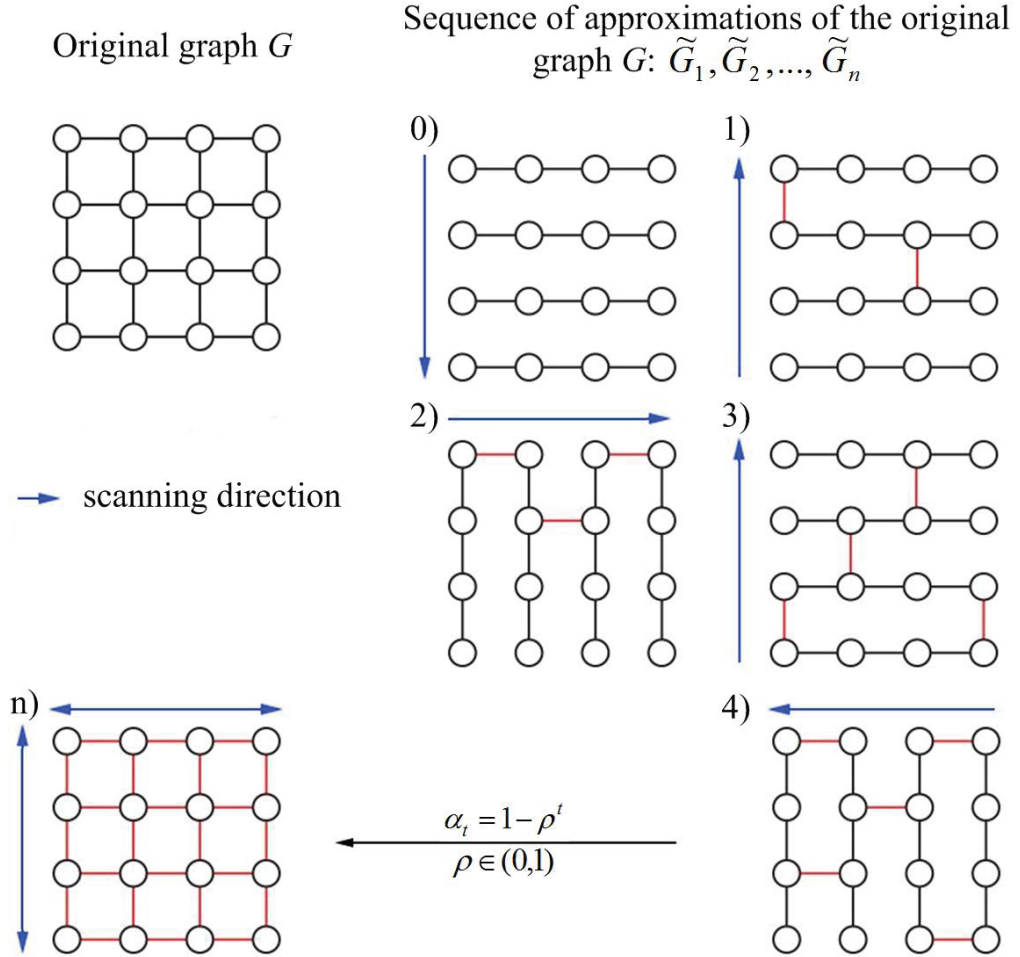 Original graph G
Sequence of approximations of the original
graph G: G̃₁, G̃₂, ..., G̃ₙ
0)
1)
2)
3)
scanning direction
n)
4)
αₜ = 1 − ρᵗ
ρ ∈ (0,1)